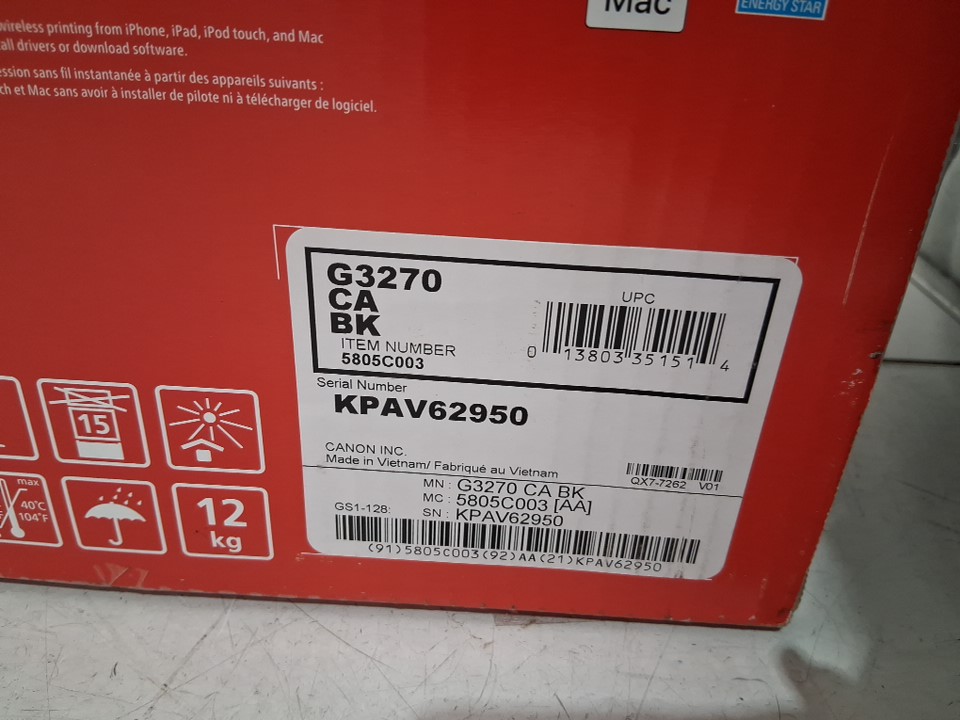 Mac
ENERGY STAR
wireless printing from iPhone, iPad, iPod touch, and Mac
all drivers or download software.
ession sans fil instantanée à partir des appareils suivants :
ch et Mac sans avoir à installer de pilote ni à télécharger de logiciel.
G3270
CA
BK
ITEM NUMBER
5805C003
UPC
0 13803 35151 4
Serial Number
KPAV62950
CANON INC.
Made in Vietnam/ Fabriqué au Vietnam
QX7-7262 V01
MN : G3270 CA BK
MC : 5805C003 [AA]
GS1-128: SN : KPAV62950
(91)5805C003(92)AA(21)KPAV62950
15
max
40°C
104°F
12
kg